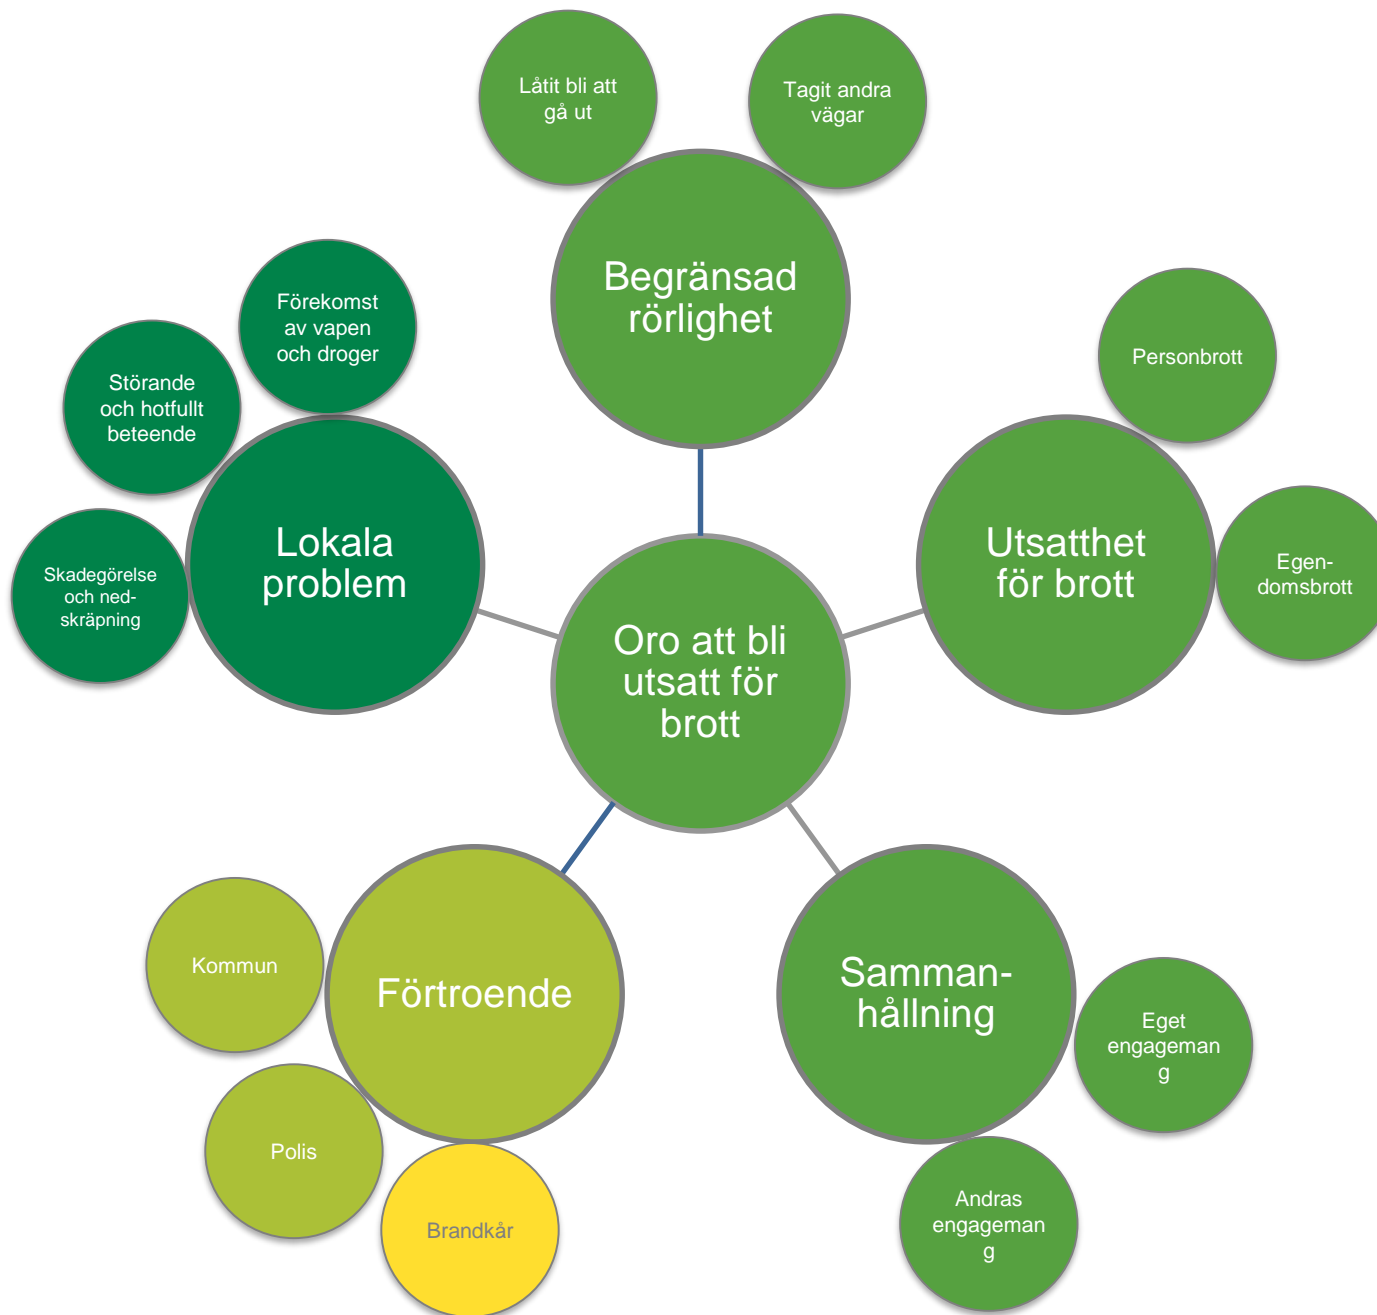 Låtit bli att
gå ut
Tagit andra
vägar
Begränsad
rörlighet
Förekomst
av vapen
och droger
Störande
och hotfullt
beteende
Skadegörelse
och ned-
skräpning
Lokala
problem
Personbrott
Utsatthet
för brott
Egen-
domsbrott
Oro att bli
utsatt för
brott
Kommun
Förtroende
Polis
Brandkår
Samman-
hållning
Eget
engageman
g
Andras
engageman
g